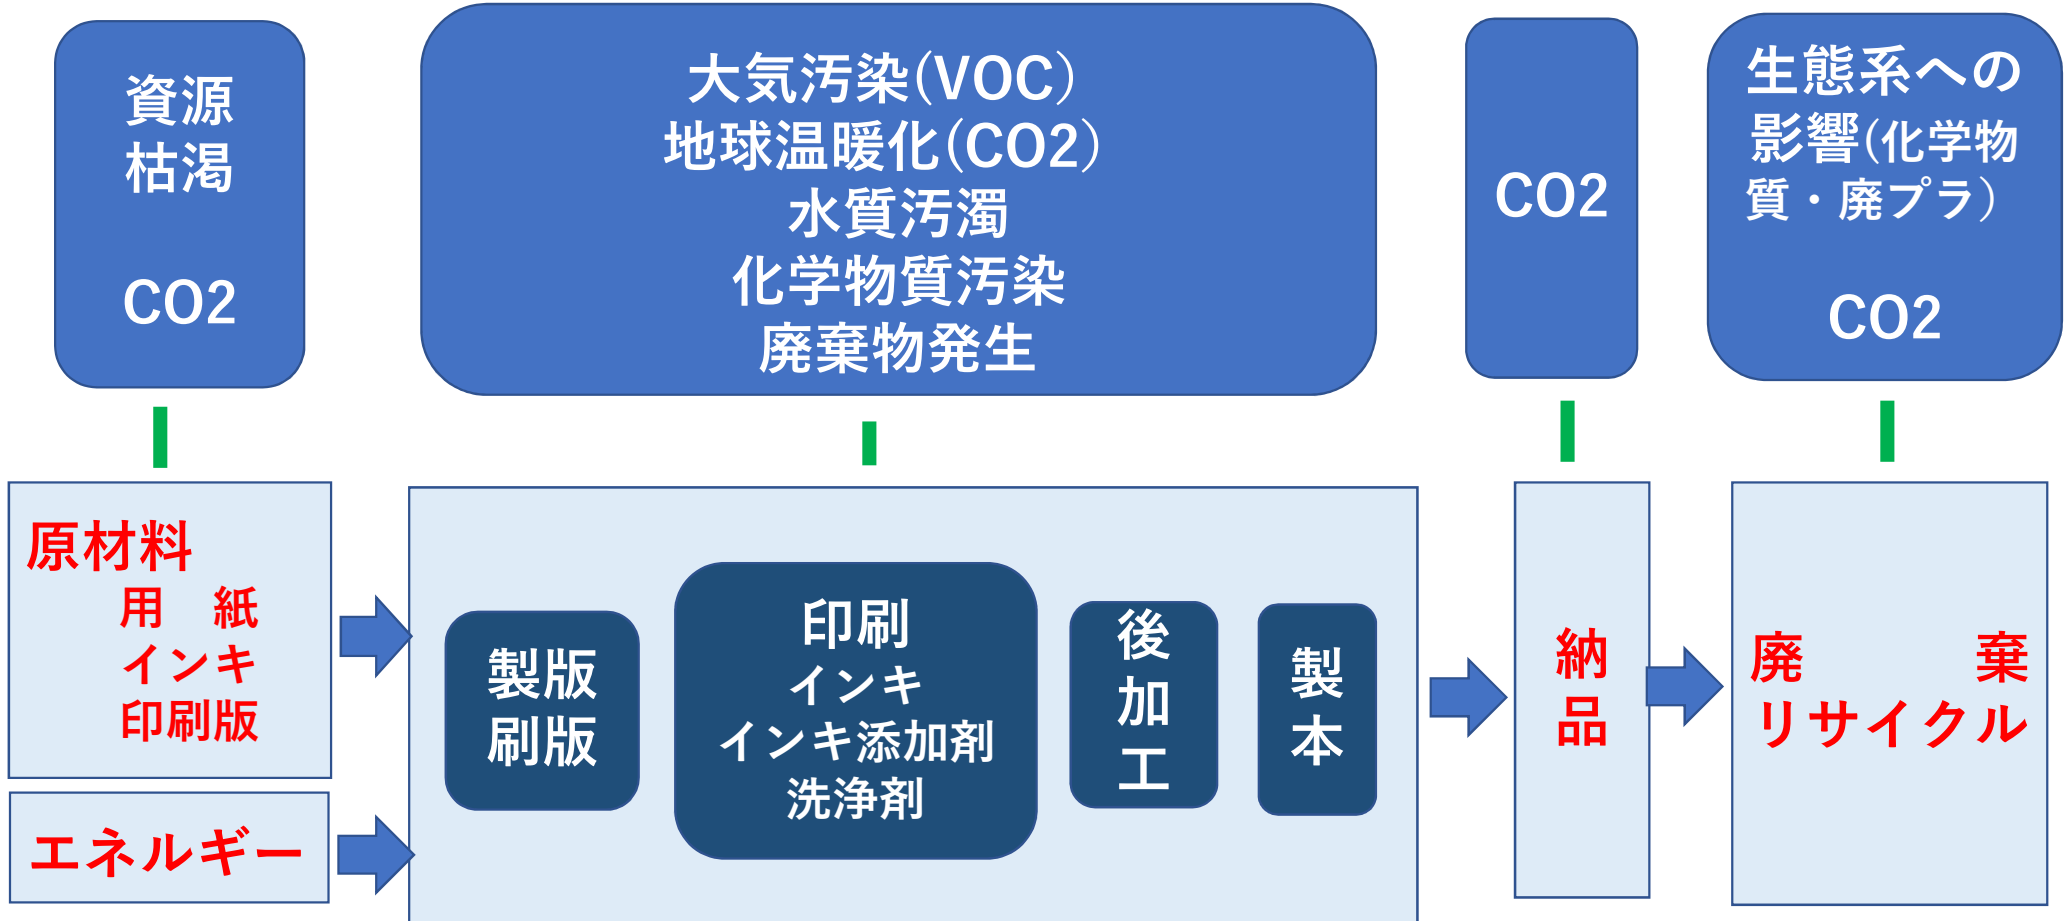 資源
枯渇
CO2
大気汚染(VOC)
地球温暖化(CO2)
水質汚濁
化学物質汚染
廃棄物発生
CO2
生態系への
影響(化学物
質・廃プラ)
CO2
原材料
用　紙
インキ
印刷版
エネルギー
製版
刷版
印刷
インキ
インキ添加剤
洗浄剤
後
加
工
製
本
納
品
廃　　　棄
リサイクル